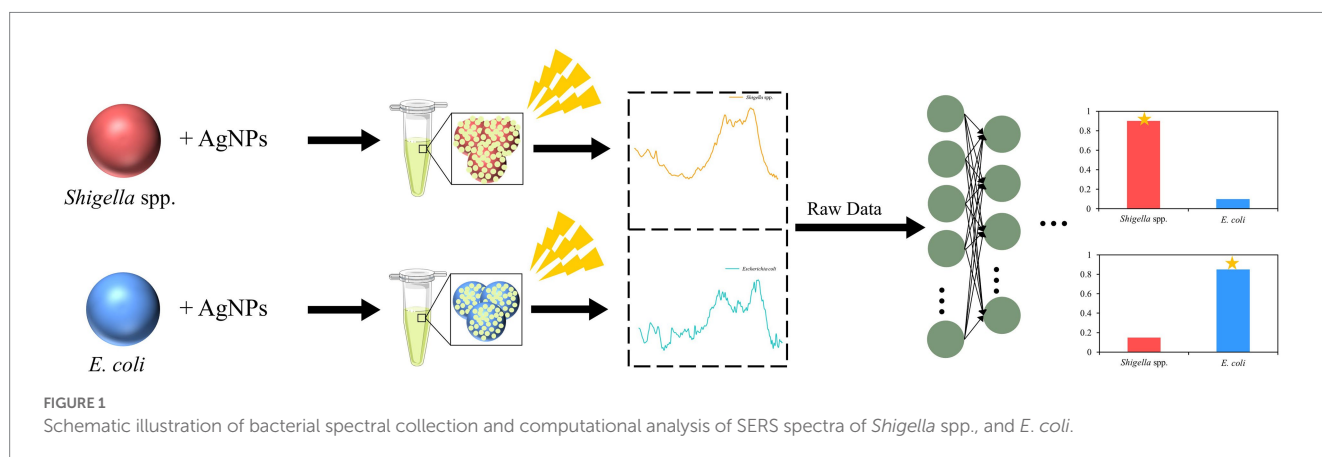 Shigella spp.
+ AgNPs
E. coli
+ AgNPs
Shigella spp.
Escherichia coli
Raw Data
1
0.8
0.6
0.4
0.2
0
Shigella spp.
E. coli
1
0.8
0.6
0.4
0.2
0
Shigella spp.
E. coli
FIGURE 1
Schematic illustration of bacterial spectral collection and computational analysis of SERS spectra of Shigella spp., and E. coli.